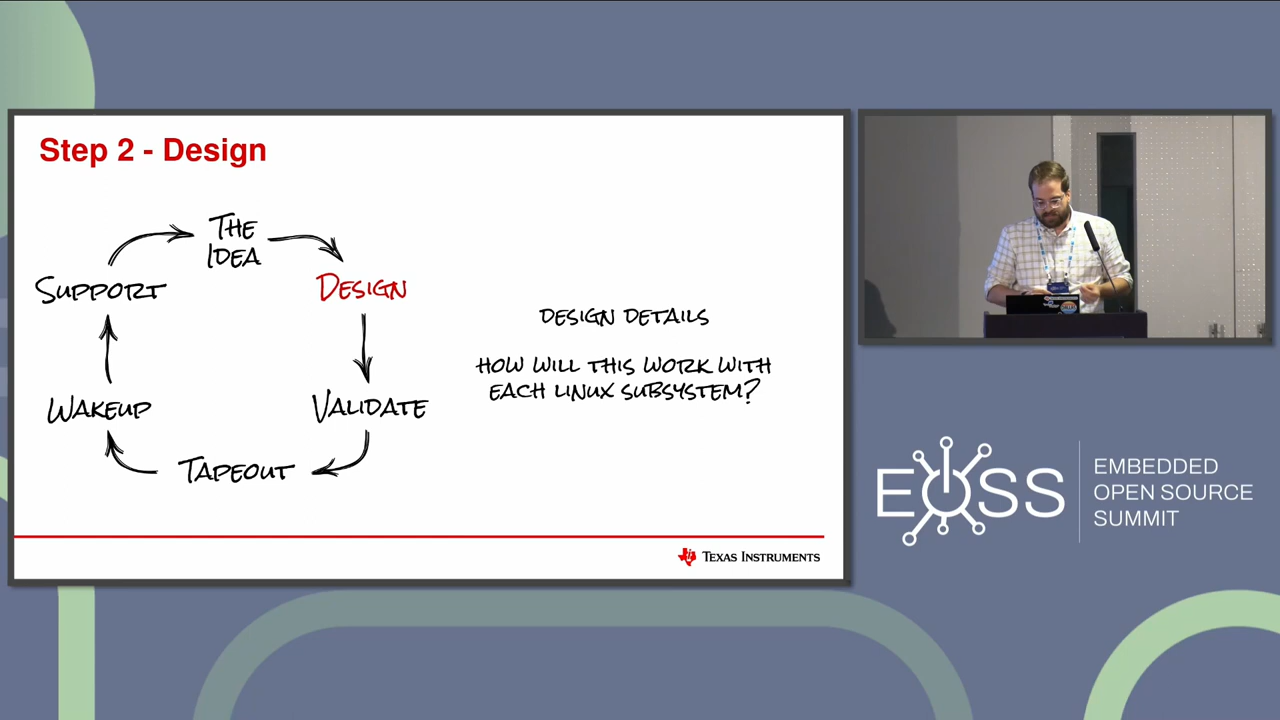 Step 2 - Design
THE
IDEA
DESIGN
SUPPORT
DESIGN DETAILS
HOW WILL THIS WORK WITH
EACH LINUX SUBSYSTEM?
WAKEUP
VALIDATE
TAPEOUT
TEXAS INSTRUMENTS
EOSS
EMBEDDED
OPEN SOURCE
SUMMIT